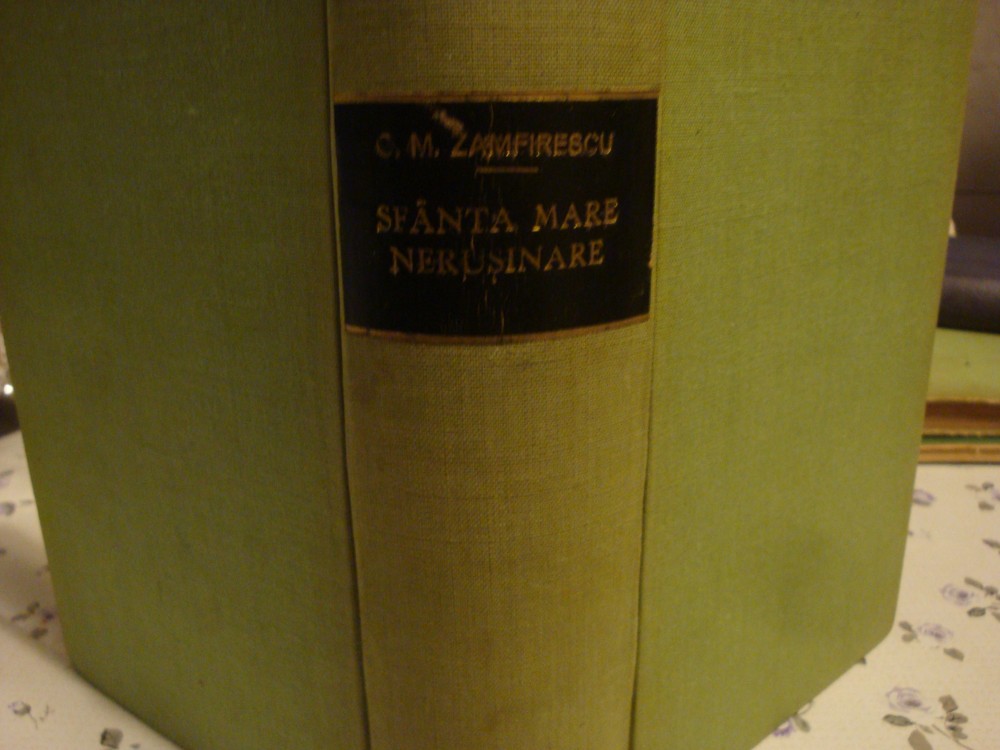 C. M. ZAMFIRESCU
SFÂNTA MARE
NERUȘINARE